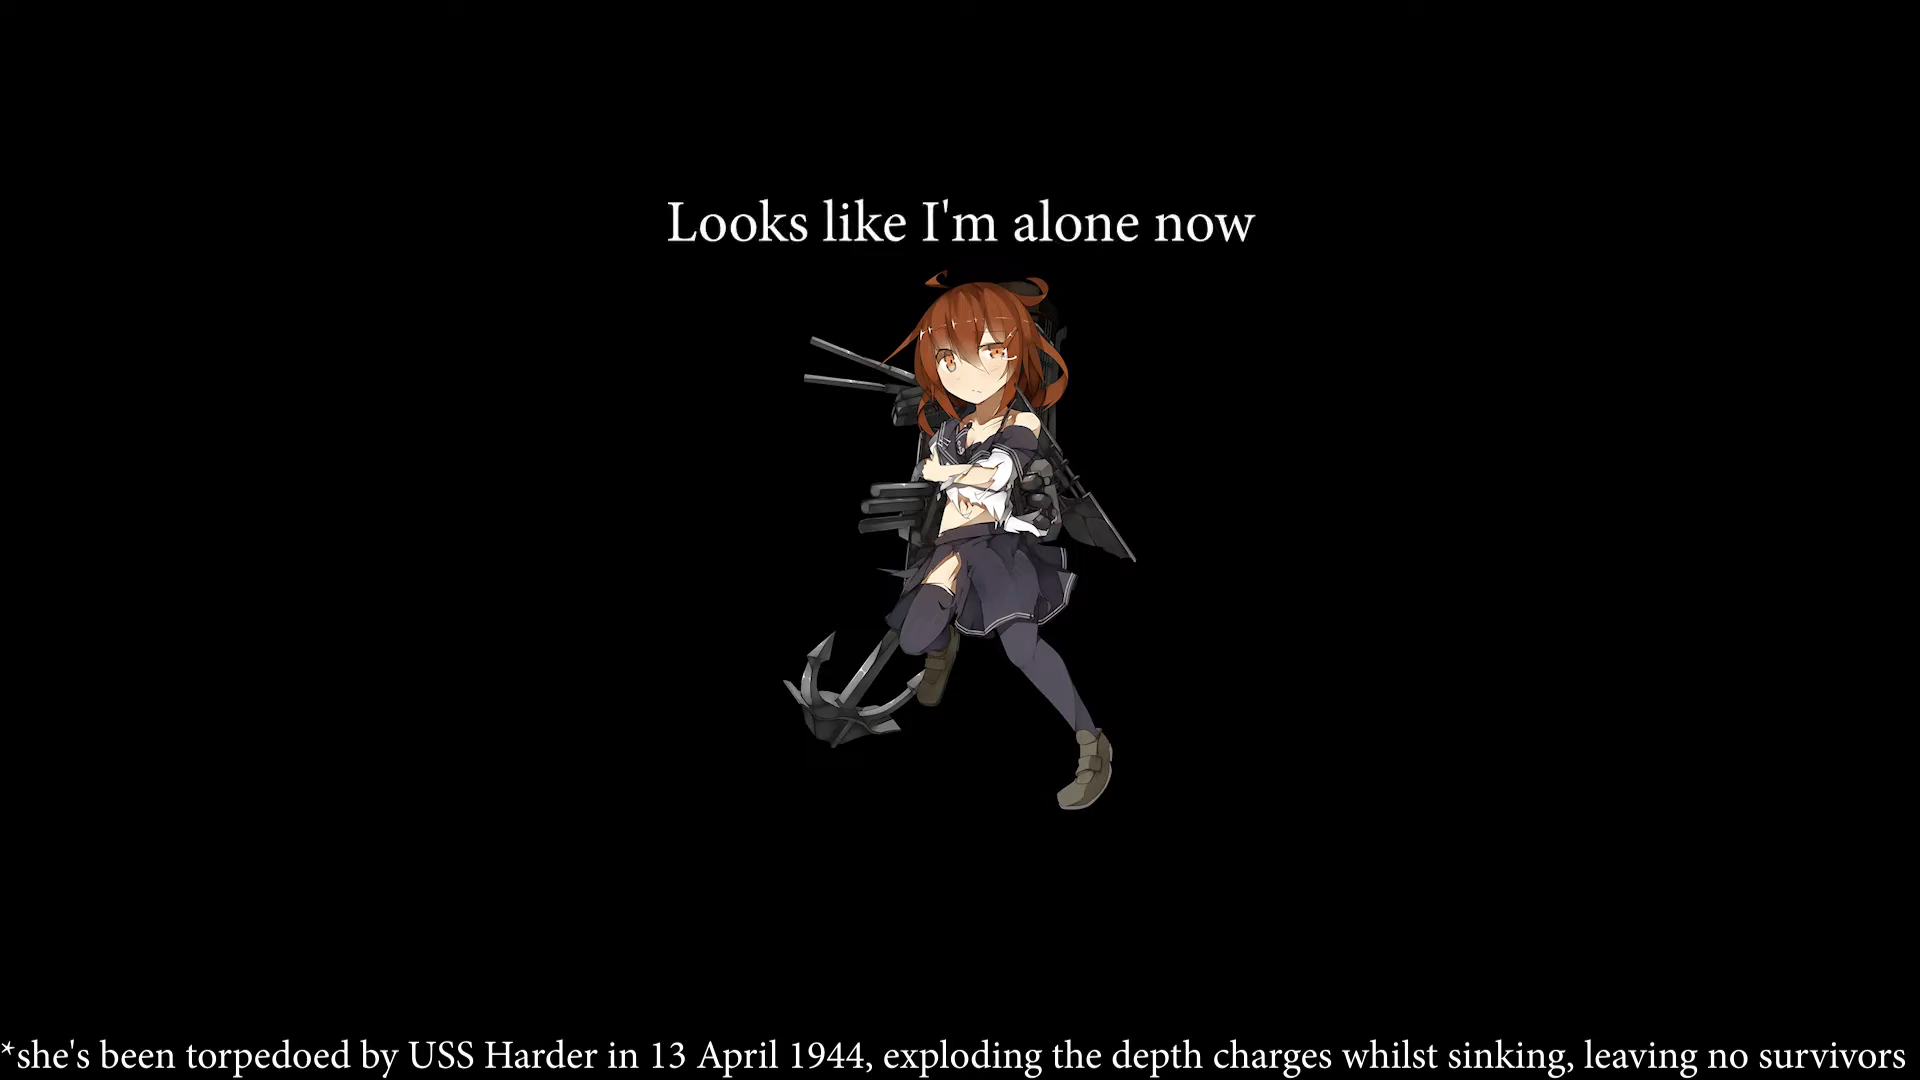 Looks like I'm alone now
*she's been torpedoed by USS Harder in 13 April 1944, exploding the depth charges whilst sinking, leaving no survivors